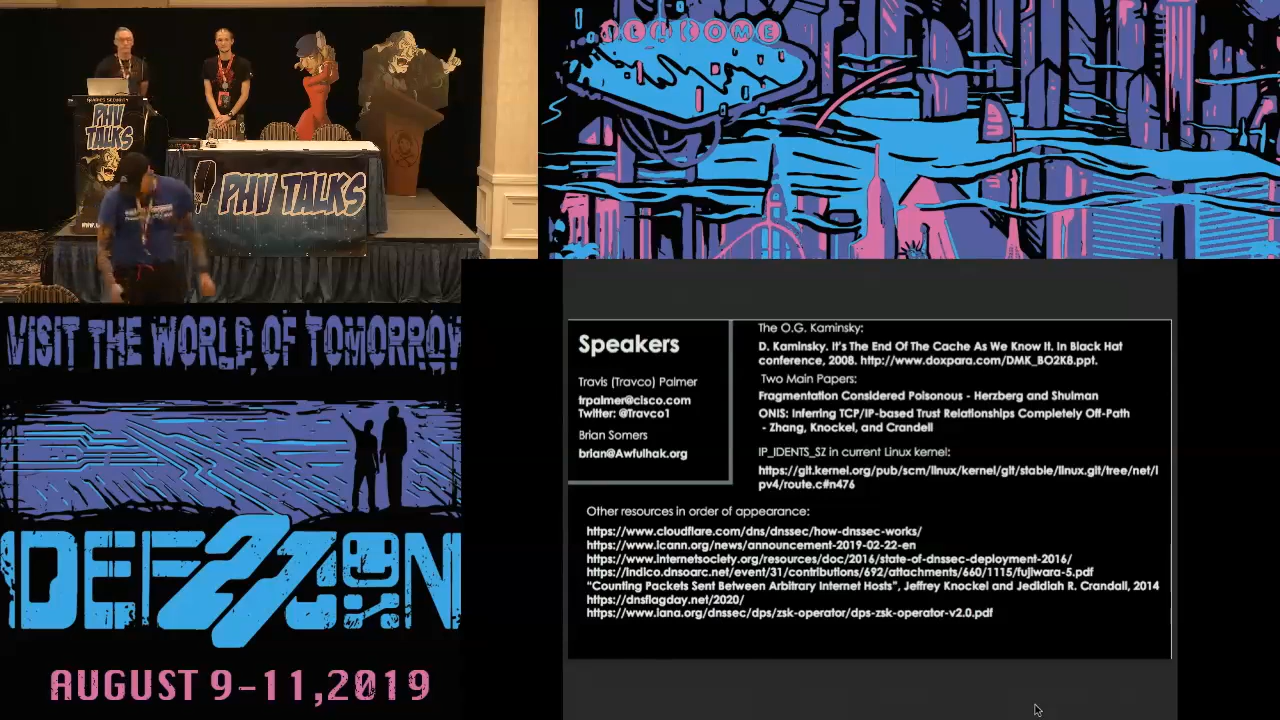 WELCOME
GRADIES SECURITY
PHV
TALKS
PHV TALKS
VISIT THE WORLD OF TOMORROW
DEF CON
27
AUGUST 9-11,2019
Speakers
Travis (Travco) Palmer
trpalmer@cisco.com
Twitter: @Travco1
Brian Somers
brian@Awfulhak.org
The O.G. Kaminsky:
D. Kaminsky. It's The End Of The Cache As We Know It. In Black Hat
conference, 2008. http://www.doxpara.com/DMK_BO2K8.ppt.
Two Main Papers:
Fragmentation Considered Poisonous - Herzberg and Shulman
ONIS: Inferring TCP/IP-based Trust Relationships Completely Off-Path
- Zhang, Knockel, and Crandell
IP_IDENTS_SZ in current Linux kernel:
https://git.kernel.org/pub/scm/linux/kernel/git/stable/linux.git/tree/net/i
pv4/route.c#n476
Other resources in order of appearance:
https://www.cloudflare.com/dns/dnssec/how-dnssec-works/
https://www.icann.org/news/announcement-2019-02-22-en
https://www.internetsociety.org/resources/doc/2016/state-of-dnssec-deployment-2016/
https://indico.dnsoarc.net/event/31/contributions/692/attachments/660/1115/fujiwara-5.pdf
"Counting Packets Sent Between Arbitrary Internet Hosts", Jeffrey Knockel and Jedidiah R. Crandall, 2014
https://dnsflagday.net/2020/
https://www.iana.org/dnssec/dps/zsk-operator/dps-zsk-operator-v2.0.pdf